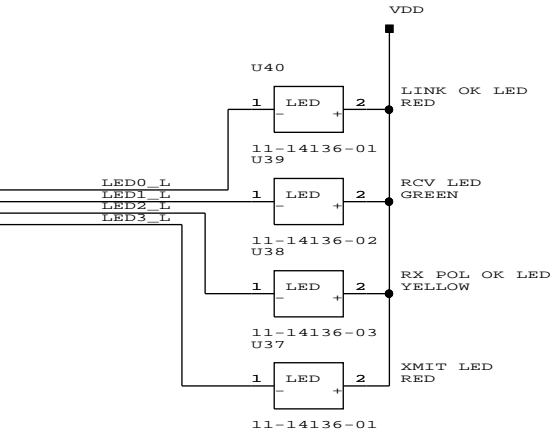 VDD
U40
1 LED 2
- +
LINK OK LED
RED
11-14136-01
U39
LED0_L
LED1_L
LED2_L
LED3_L
1 LED 2
- +
RCV LED
GREEN
11-14136-02
U38
1 LED 2
- +
RX POL OK LED
YELLOW
11-14136-03
U37
1 LED 2
- +
XMIT LED
RED
11-14136-01